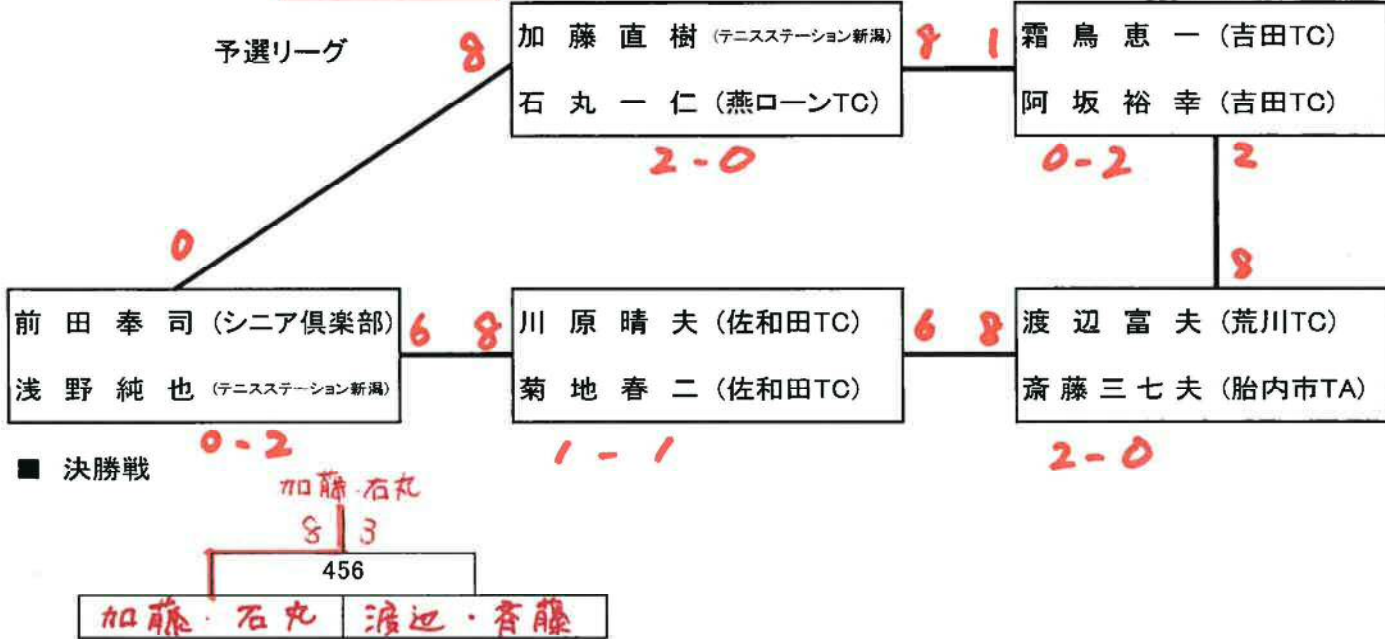 予選リーグ
8
加藤直樹 (テニスステーション新潟)
8 1
霜鳥恵一 (吉田TC)
石丸一仁 (燕ローンTC)
阿坂裕幸 (吉田TC)
2-0
0-2
2
0
8
前田奉司 (シニア倶楽部)
6 8
川原晴夫 (佐和田TC)
6 8
渡辺富夫 (荒川TC)
浅野純也 (テニスステーション新潟)
菊地春二 (佐和田TC)
斎藤三七夫 (胎内市TA)
0-2
1-1
2-0
■ 決勝戦
加藤・石丸
8 3
456
加藤・石丸 渡辺・斉藤